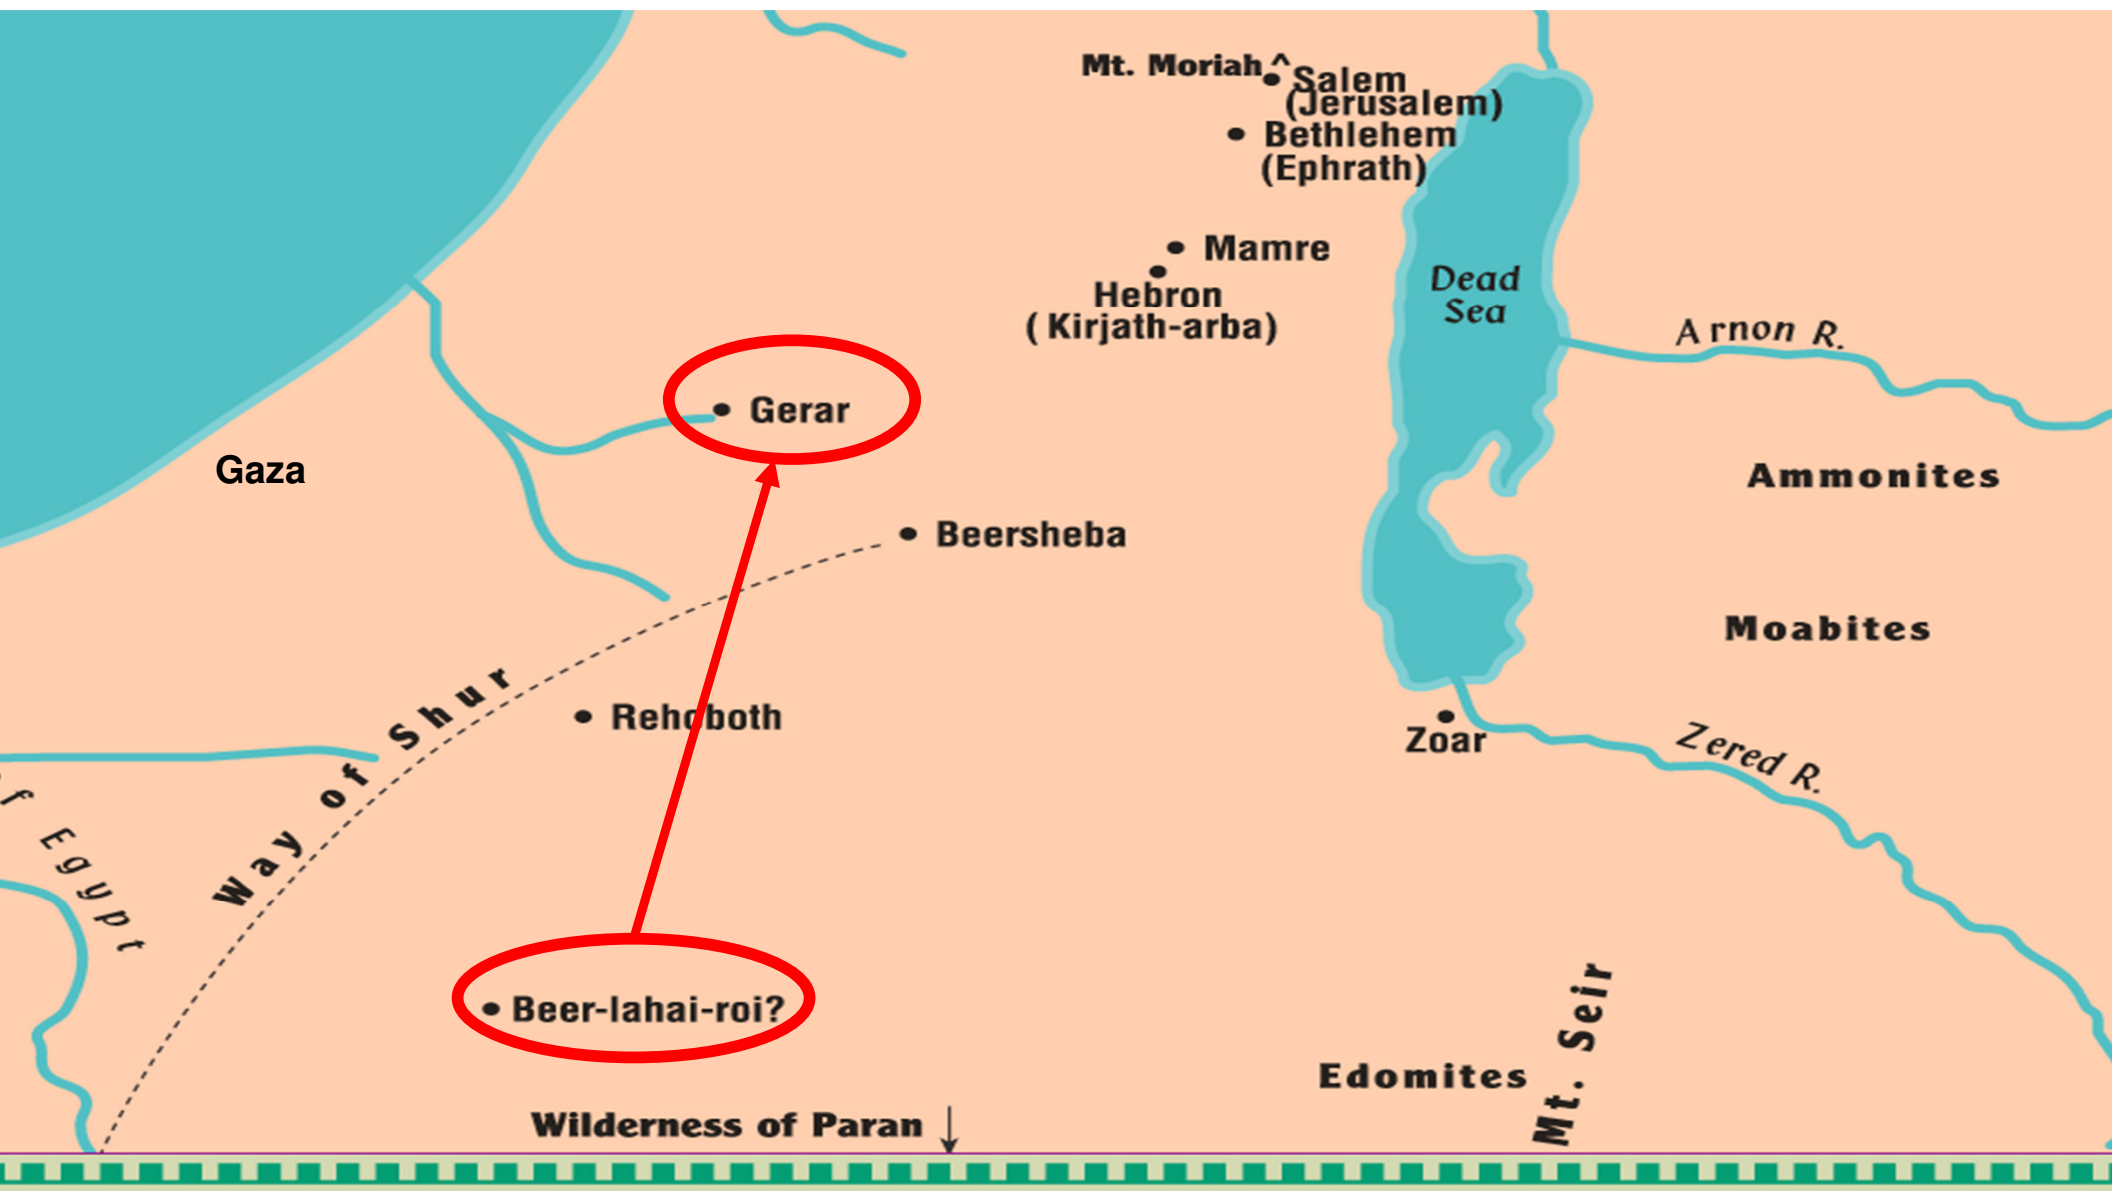 Mt. Moriah ^
Salem
(Jerusalem)
Bethlehem
(Ephrath)
Mamre
Hebron
( Kirjath-arba)
Dead
Sea
Arnon R.
Gerar
Gaza
Ammonites
Beersheba
Moabites
Way of Shur
Rehoboth
Zoar
Zered R.
f Egypt
Beer-lahai-roi?
Mt. Seir
Edomites
Wilderness of Paran